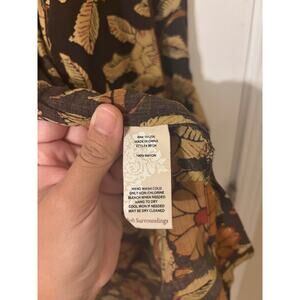 MADE IN CHINA
100% RAYON
HAND WASH COLD
ONLY NON-CHLORINE
BLEACH WHEN NEEDED
HANG TO DRY
COOL IRON IF NEEDED
MAY BE DRY CLEANED
Soft Surroundings